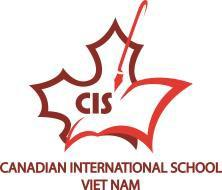 CIS
CANADIAN INTERNATIONAL SCHOOL
VIET NAM